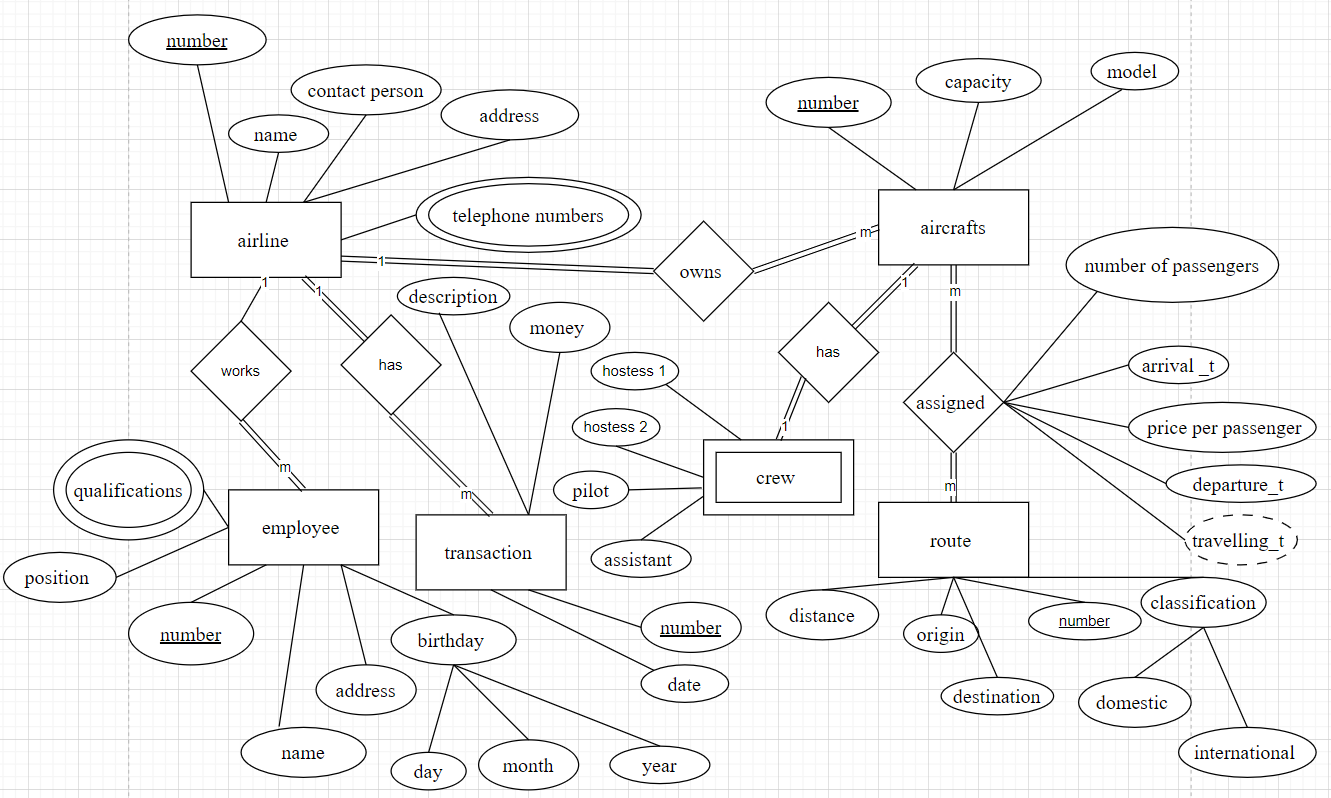 number
contact person
name
address
telephone numbers
airline
number
capacity
model
aircrafts
owns
1
m
number of passengers
1
1
description
money
works
has
1
m
has
hostess 1
hostess 2
1
assigned
arrival _t
price per passenger
departure_t
travelling_t
m
m
m
qualifications
employee
position
transaction
crew
pilot
assistant
route
number
name
address
birthday
day
month
year
number
date
distance
origin
destination
number
classification
domestic
international